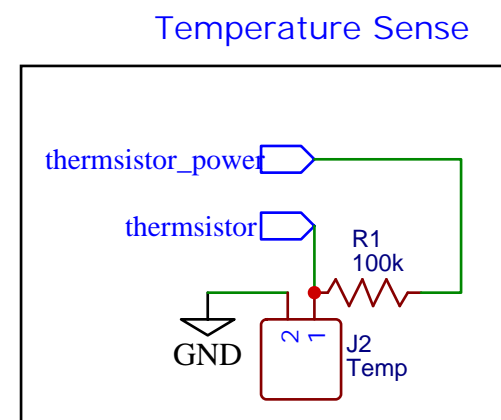 Temperature Sense
thermsistor_power
thermsistor
R1
100k
GND
2
1
J2
Temp